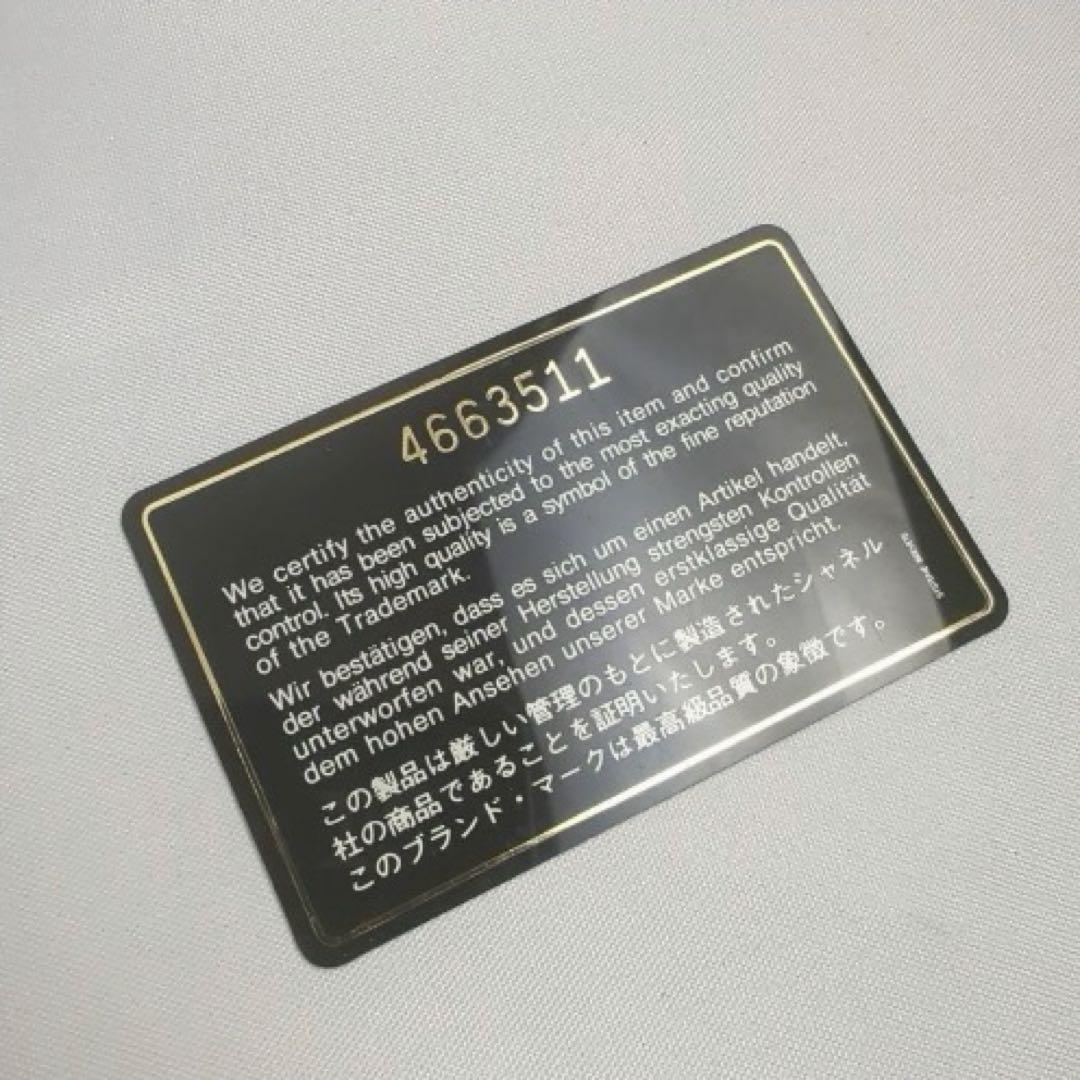 4663511
We certify the authenticity of this item and confirm
that it has been subjected to the most exacting quality
control. Its high quality is a symbol of the fine reputation
of the Trademark.
Wir bestätigen, dass es sich um einen Artikel handelt,
der während seiner Herstellung strengsten Kontrollen
unterworfen war, und dessen erstklassige Qualität
dem hohen Ansehen unserer Marke entspricht.
この製品は厳しい管理のもとに製造されたシャネル
社の商品であることを証明いたします。
このブランド・マークは最高級品質の象徴です。